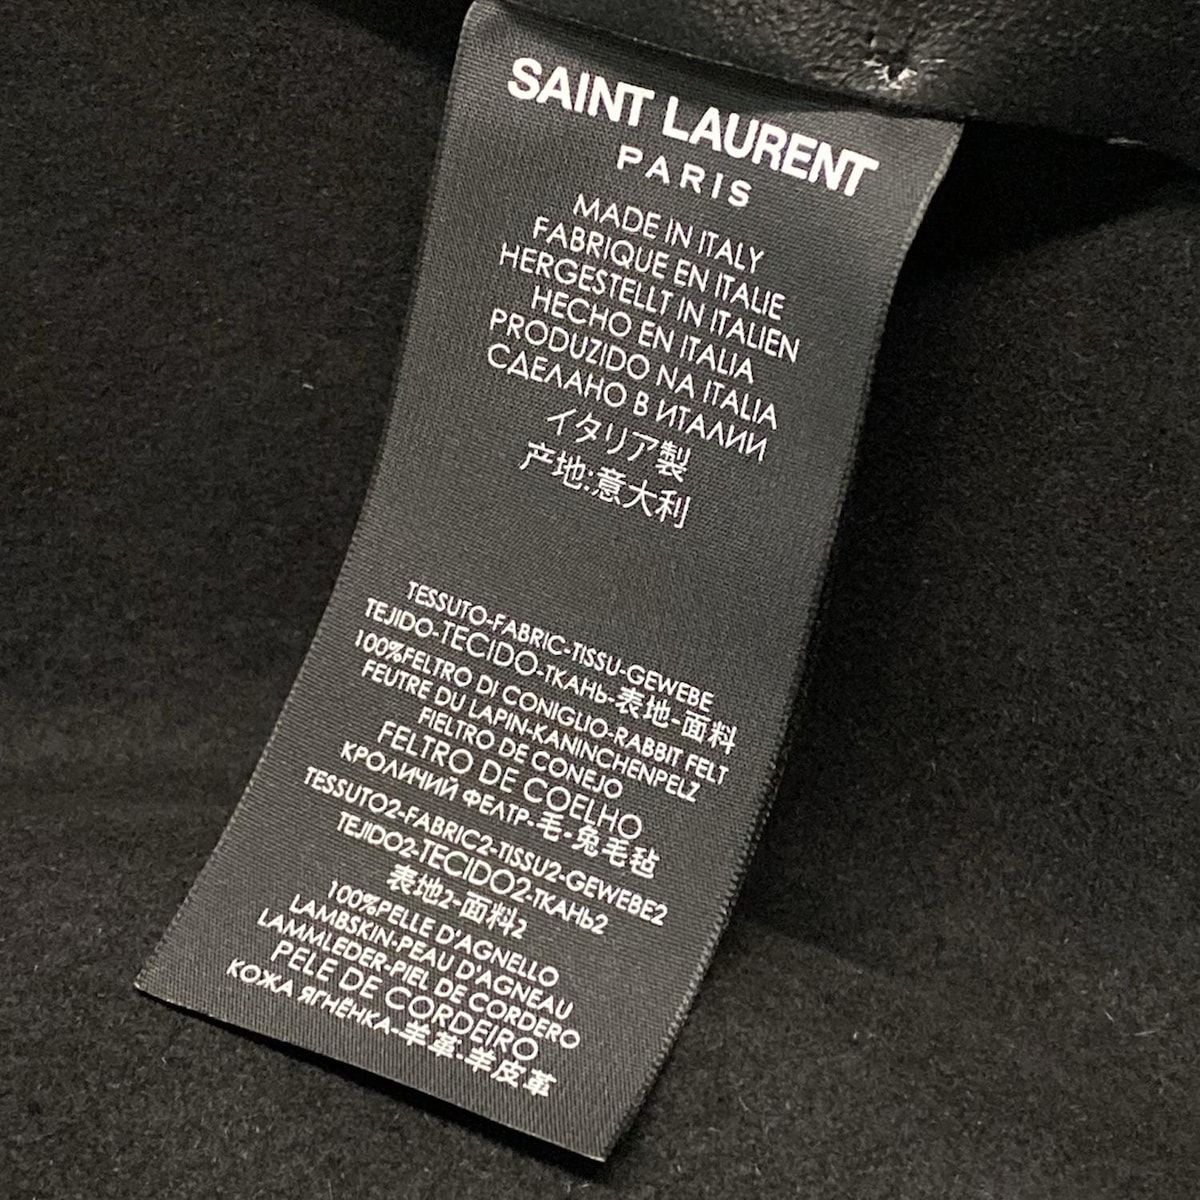 SAINT LAURENT
PARIS
MADE IN ITALY
FABRIQUE EN ITALIE
HERGESTELLT IN ITALIEN
HECHO EN ITALIA
PRODUZIDO NA ITALIA
СДЕЛАНО В ИТАЛИИ
イタリア製
产地:意大利
TESSUTO-FABRIC-TISSU-GEWEBE
TEJIDO-TECIDO-ТКАНЬ-表地-面料
100%FELTRO DI CONIGLIO-RABBIT FELT
FEUTRE DU LAPIN-KANINCHENPELZ
FIELTRO DE CONEJO
FELTRO DE COELHO
КРОЛИЧИЙ ФЕЛТР-毛-兔毛毡
TESSUTO2-FABRIC2-TISSU2-GEWEBE2
TEJIDO2-TECIDO2-ТКАНЬ2
表地2-面料2
100%PELLE D'AGNELLO
LAMBSKIN-PEAU D'AGNEAU
LAMMLEDER-PIEL DE CORDERO
PELE DE CORDEIRO
КОЖА ЯГНЁНКА-羊革-羊皮革